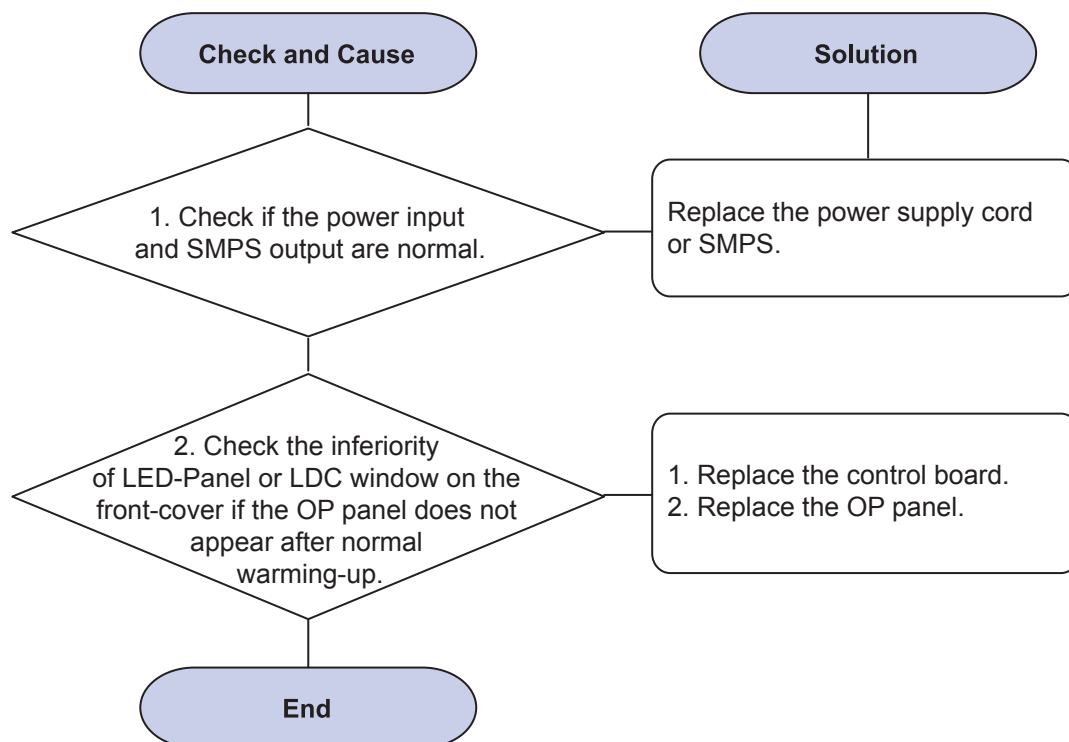 Check and Cause
Solution
1. Check if the power input
and SMPS output are normal.
Replace the power supply cord
or SMPS.
2. Check the inferiority
of LED-Panel or LDC window on the
front-cover if the OP panel does not
appear after normal
warming-up.
1. Replace the control board.
2. Replace the OP panel.
End